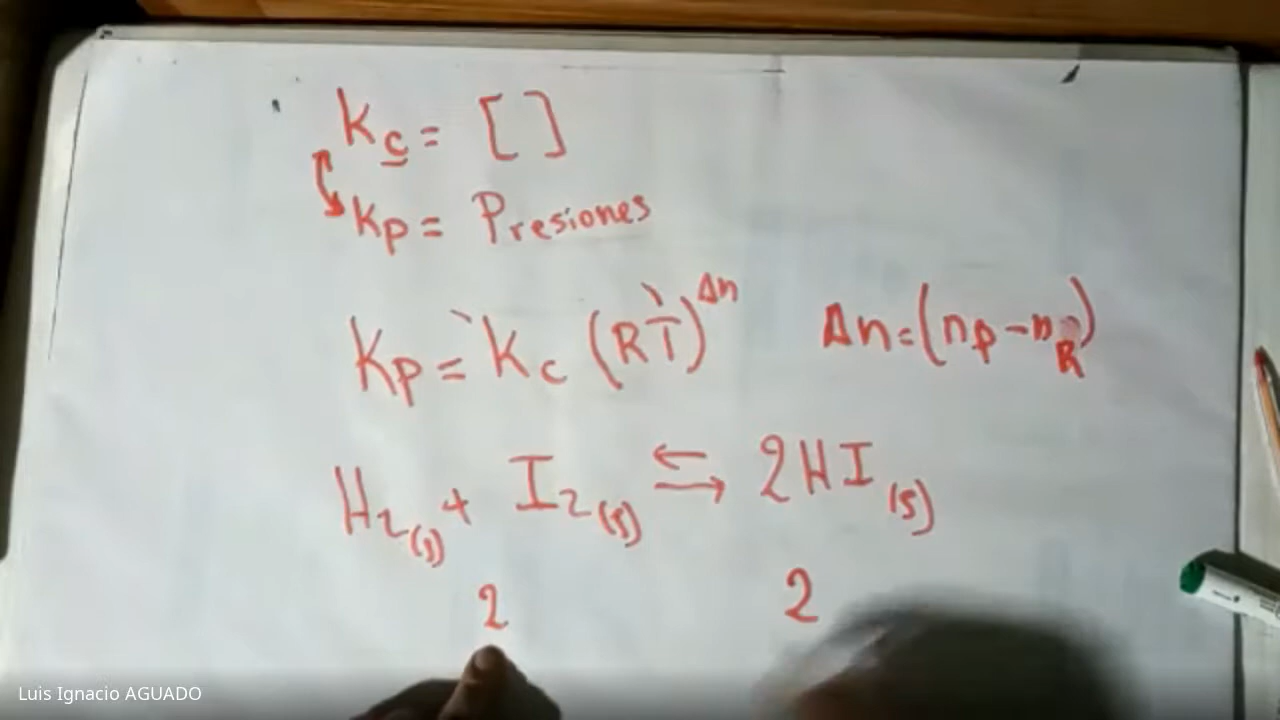 Kc = [ ]
Kp = Presiones
Kp = Kc (RT)^Δn Δn = (np - nR)
H2(g) + I2(g) ⇆ 2HI(g)
2 2
Luis Ignacio AGUADO